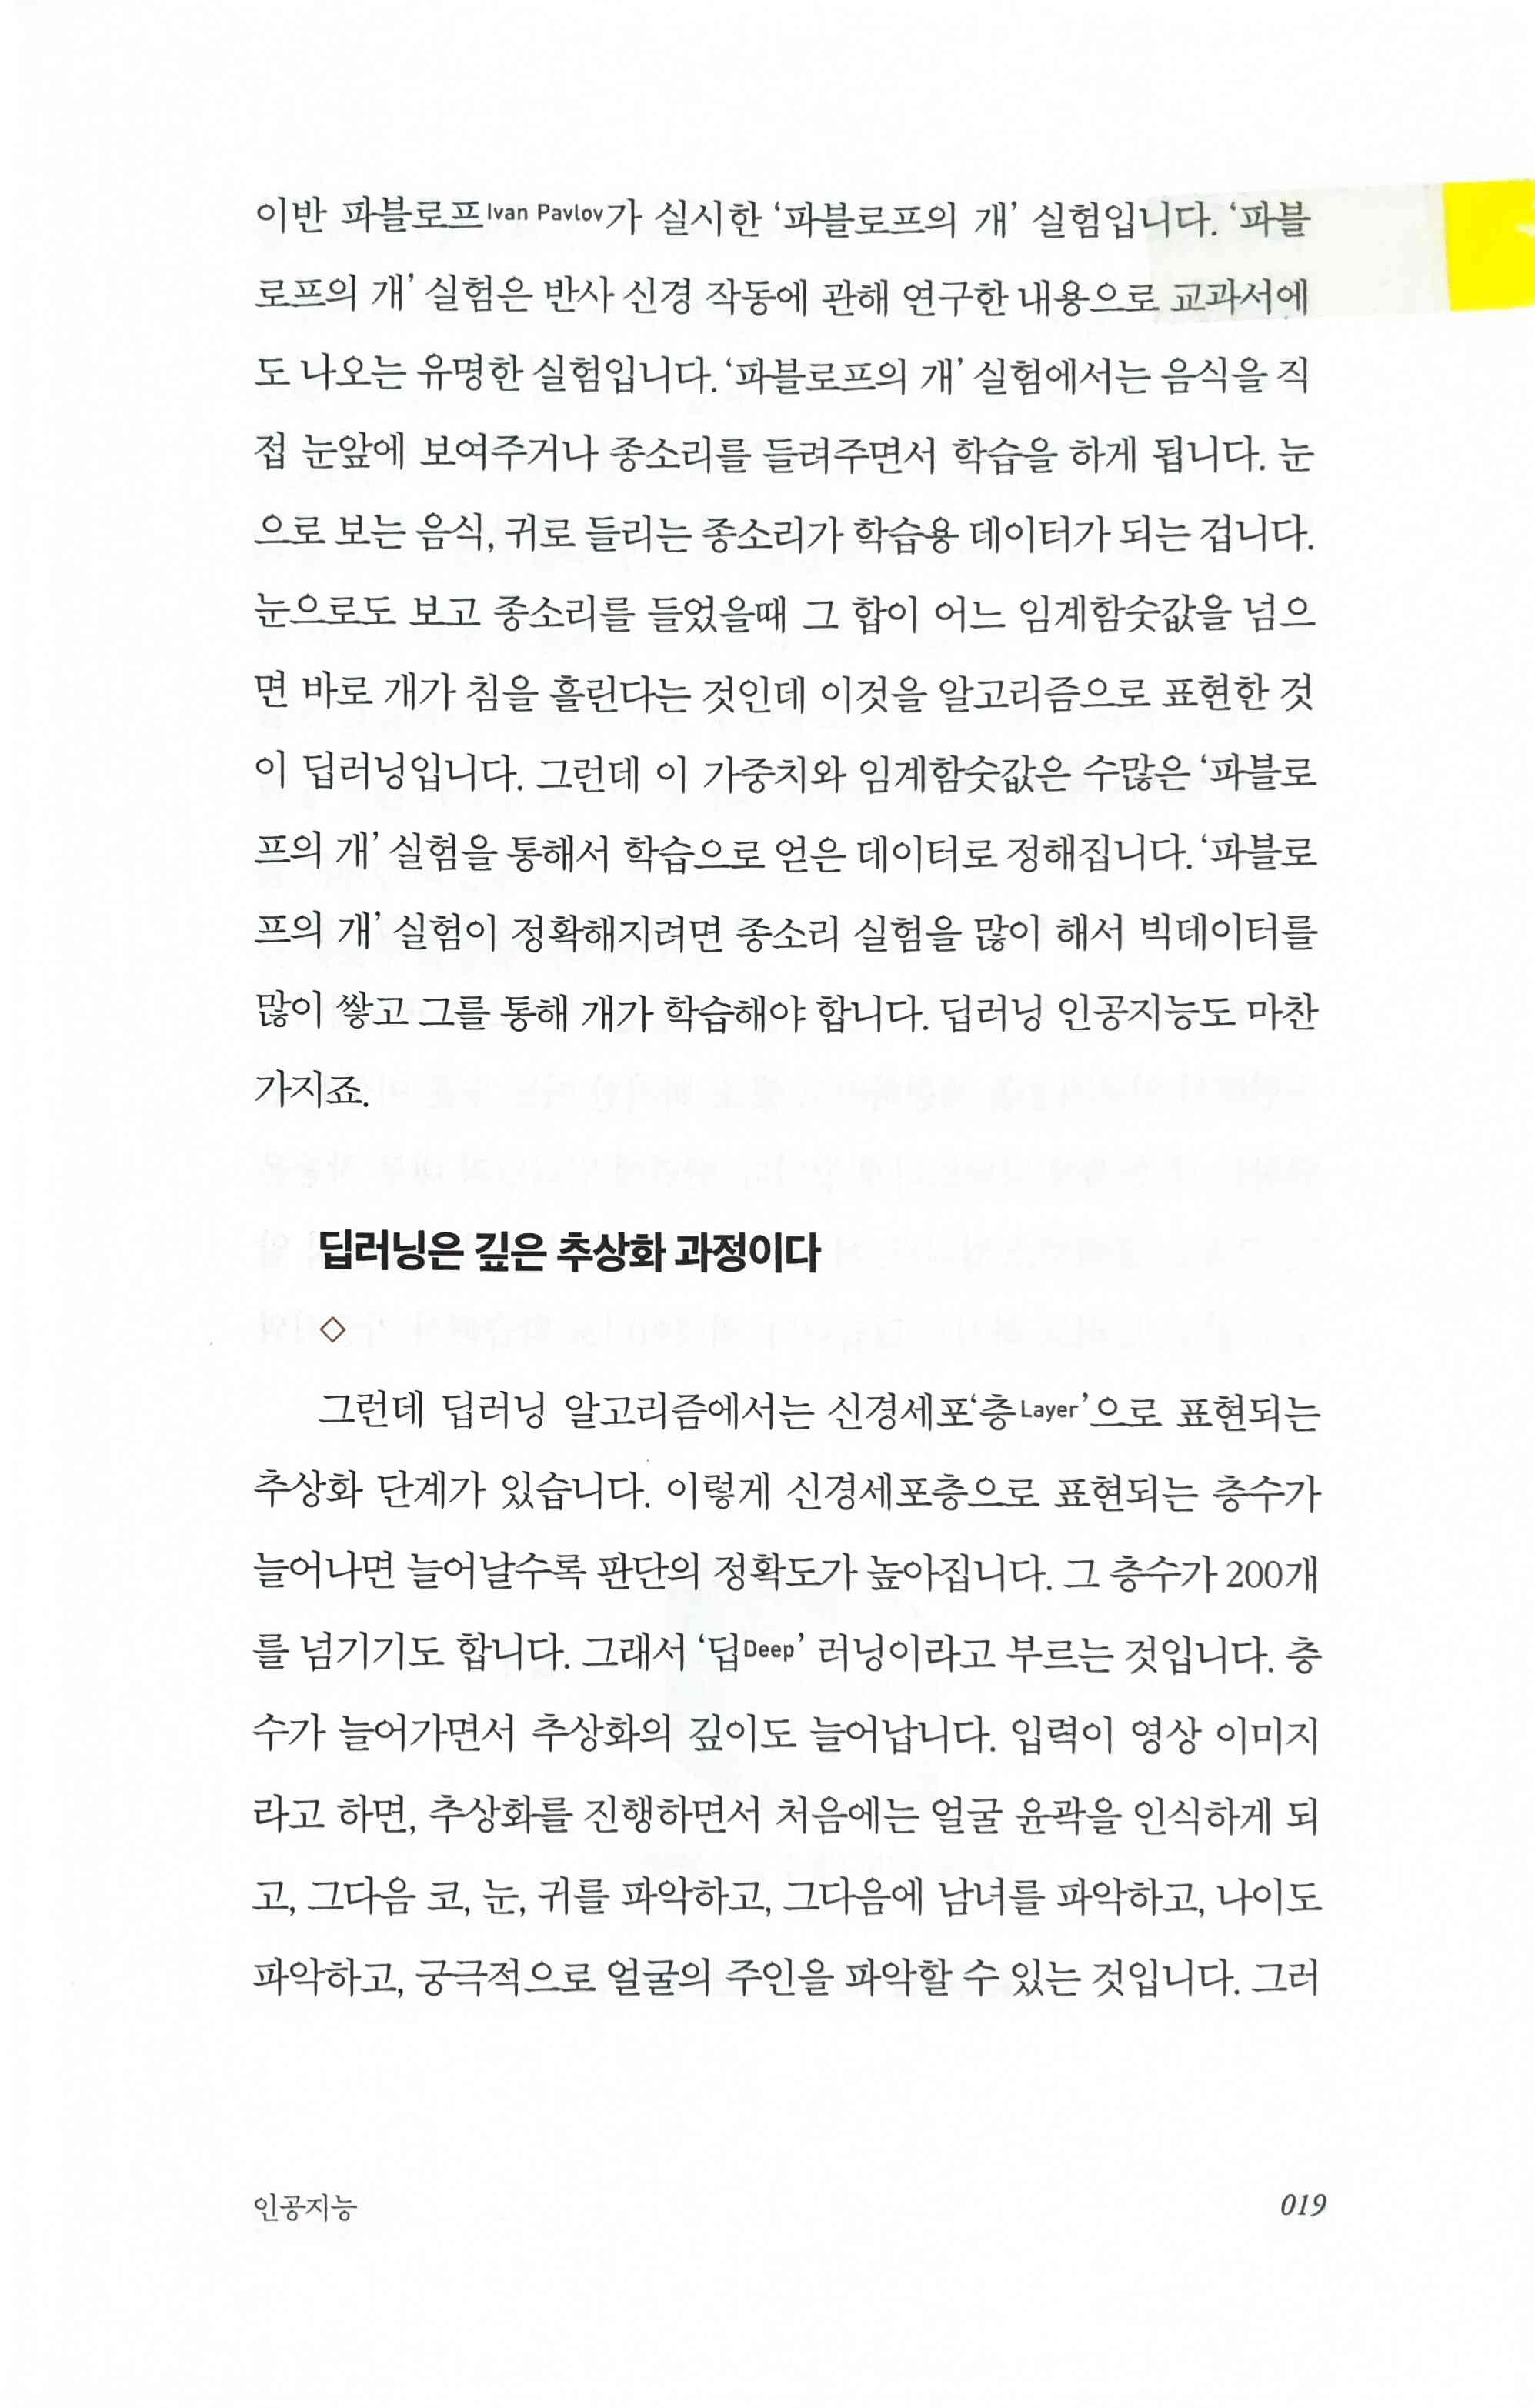 이반 파블로프Ivan Pavlov가 실시한 ‘파블로프의 개’ 실험입니다. ‘파블
로프의 개’ 실험은 반사 신경 작동에 관해 연구한 내용으로 교과서에
도 나오는 유명한 실험입니다. ‘파블로프의 개’ 실험에서는 음식을 직
접 눈앞에 보여주거나 종소리를 들려주면서 학습을 하게 됩니다. 눈
으로 보는 음식, 귀로 들리는 종소리가 학습용 데이터가 되는 겁니다.
눈으로도 보고 종소리를 들었을때 그 합이 어느 임계함숫값을 넘으
면 바로 개가 침을 흘린다는 것인데 이것을 알고리즘으로 표현한 것
이 딥러닝입니다. 그런데 이 가중치와 임계함숫값은 수많은 ‘파블로
프의 개’ 실험을 통해서 학습으로 얻은 데이터로 정해집니다. ‘파블로
프의 개’ 실험이 정확해지려면 종소리 실험을 많이 해서 빅데이터를
많이 쌓고 그를 통해 개가 학습해야 합니다. 딥러닝 인공지능도 마찬
가지죠.
딥러닝은 깊은 추상화 과정이다
◇
그런데 딥러닝 알고리즘에서는 신경세포‘층Layer’으로 표현되는
추상화 단계가 있습니다. 이렇게 신경세포층으로 표현되는 층수가
늘어나면 늘어날수록 판단의 정확도가 높아집니다. 그 층수가 200개
를 넘기기도 합니다. 그래서 ‘딥Deep’ 러닝이라고 부르는 것입니다. 층
수가 늘어가면서 추상화의 깊이도 늘어납니다. 입력이 영상 이미지
라고 하면, 추상화를 진행하면서 처음에는 얼굴 윤곽을 인식하게 되
고, 그다음 코, 눈, 귀를 파악하고, 그다음에 남녀를 파악하고, 나이도
파악하고, 궁극적으로 얼굴의 주인을 파악할 수 있는 것입니다. 그러
인공지능
019